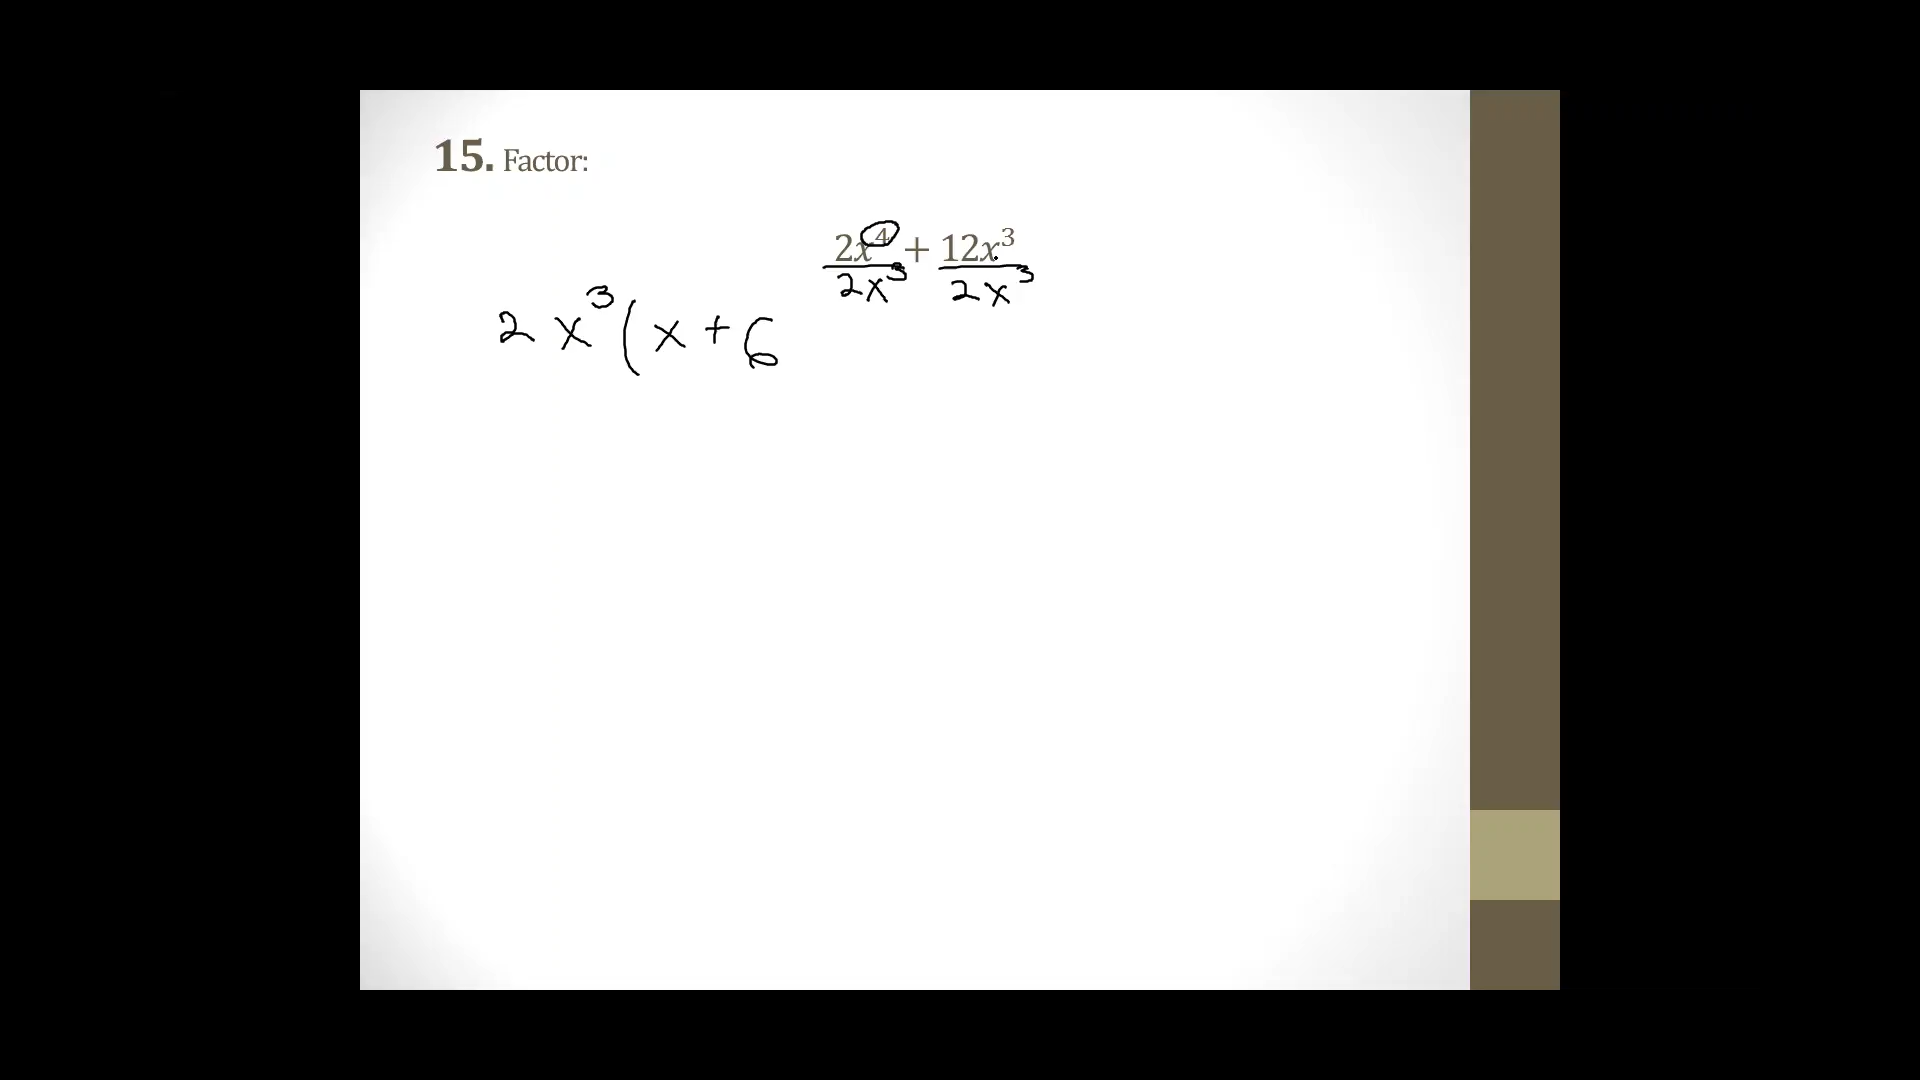 15. Factor:
2x⁴ + 12x³
2x³ 2x³
2x³(x+6